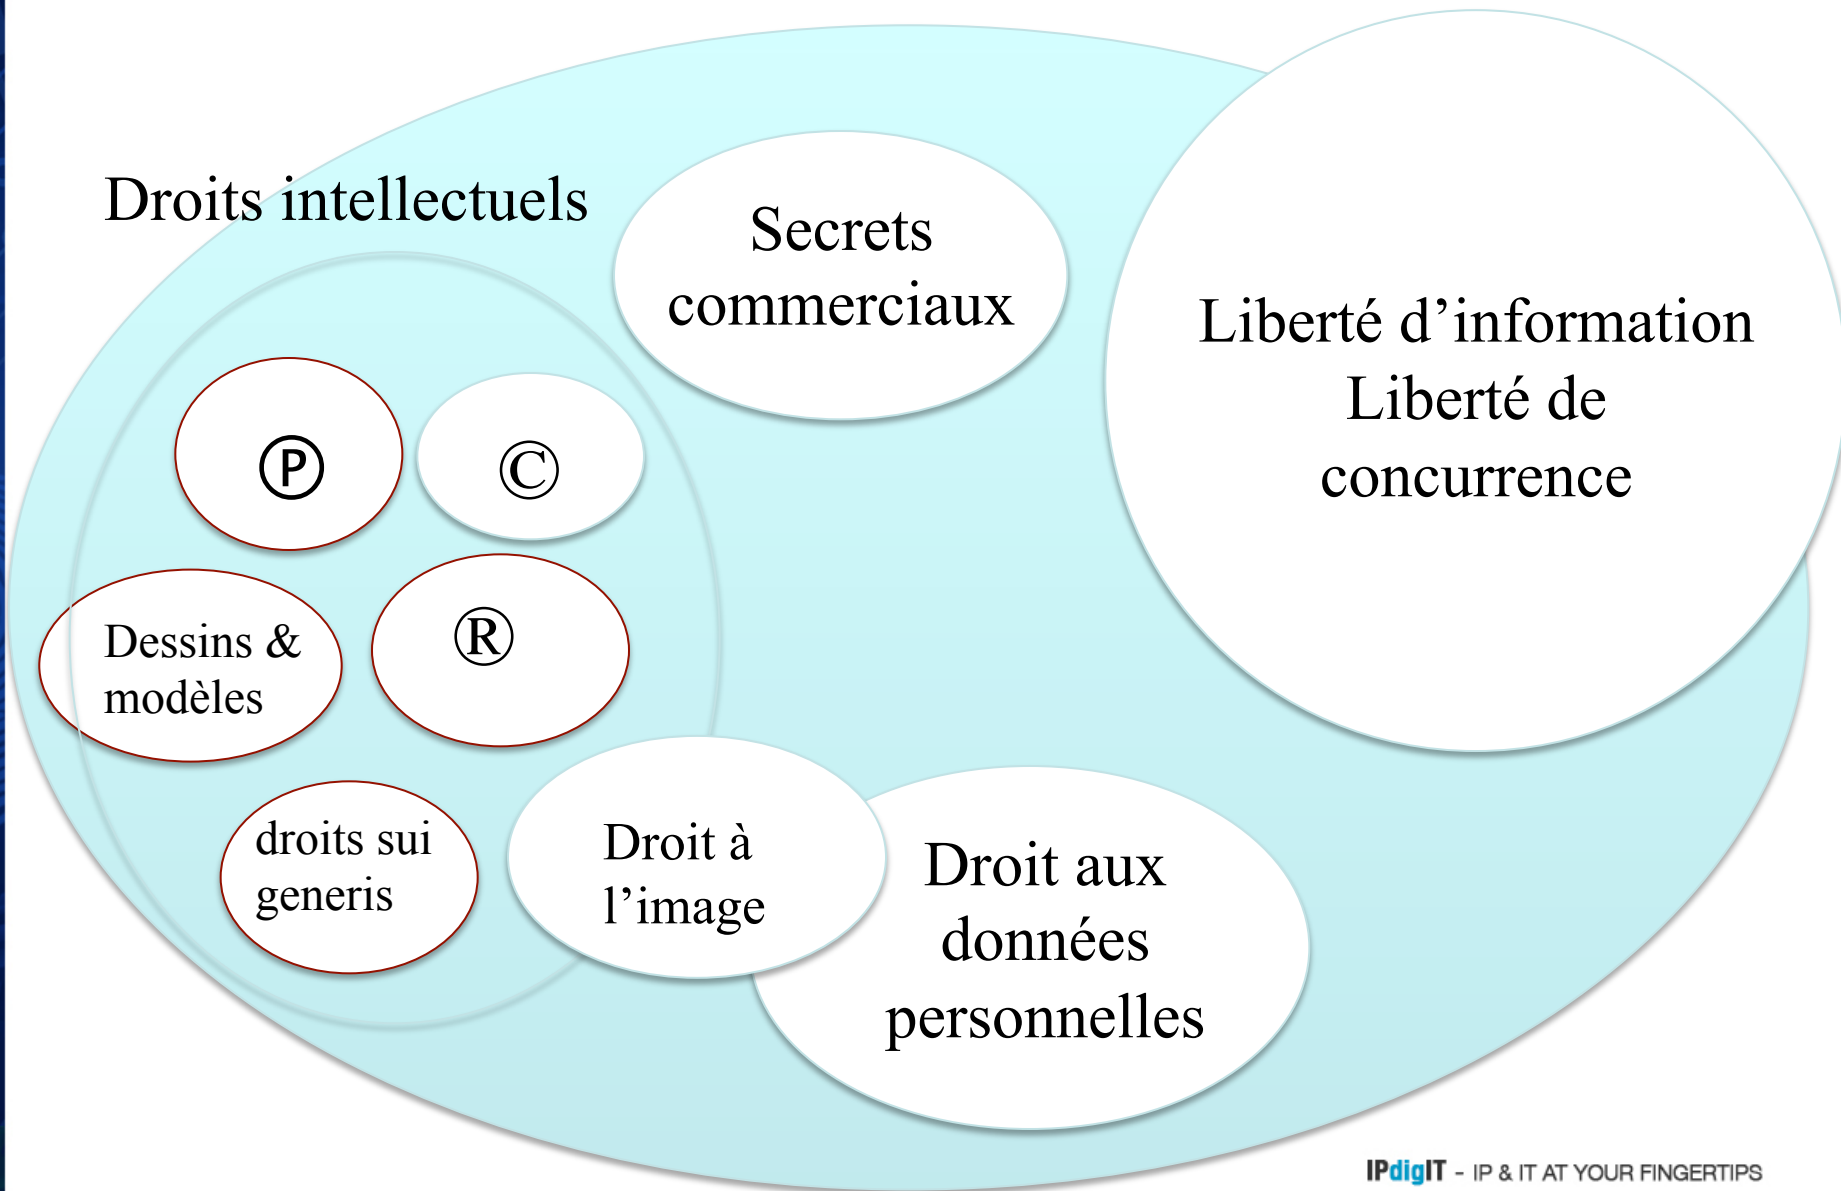 Droits intellectuels
Secrets
commerciaux
Liberté d’information
Liberté de
concurrence
℗
©
Dessins &
modèles
®
droits sui
generis
Droit à
l’image
Droit aux
données
personnelles
IPdigIT - IP & IT AT YOUR FINGERTIPS